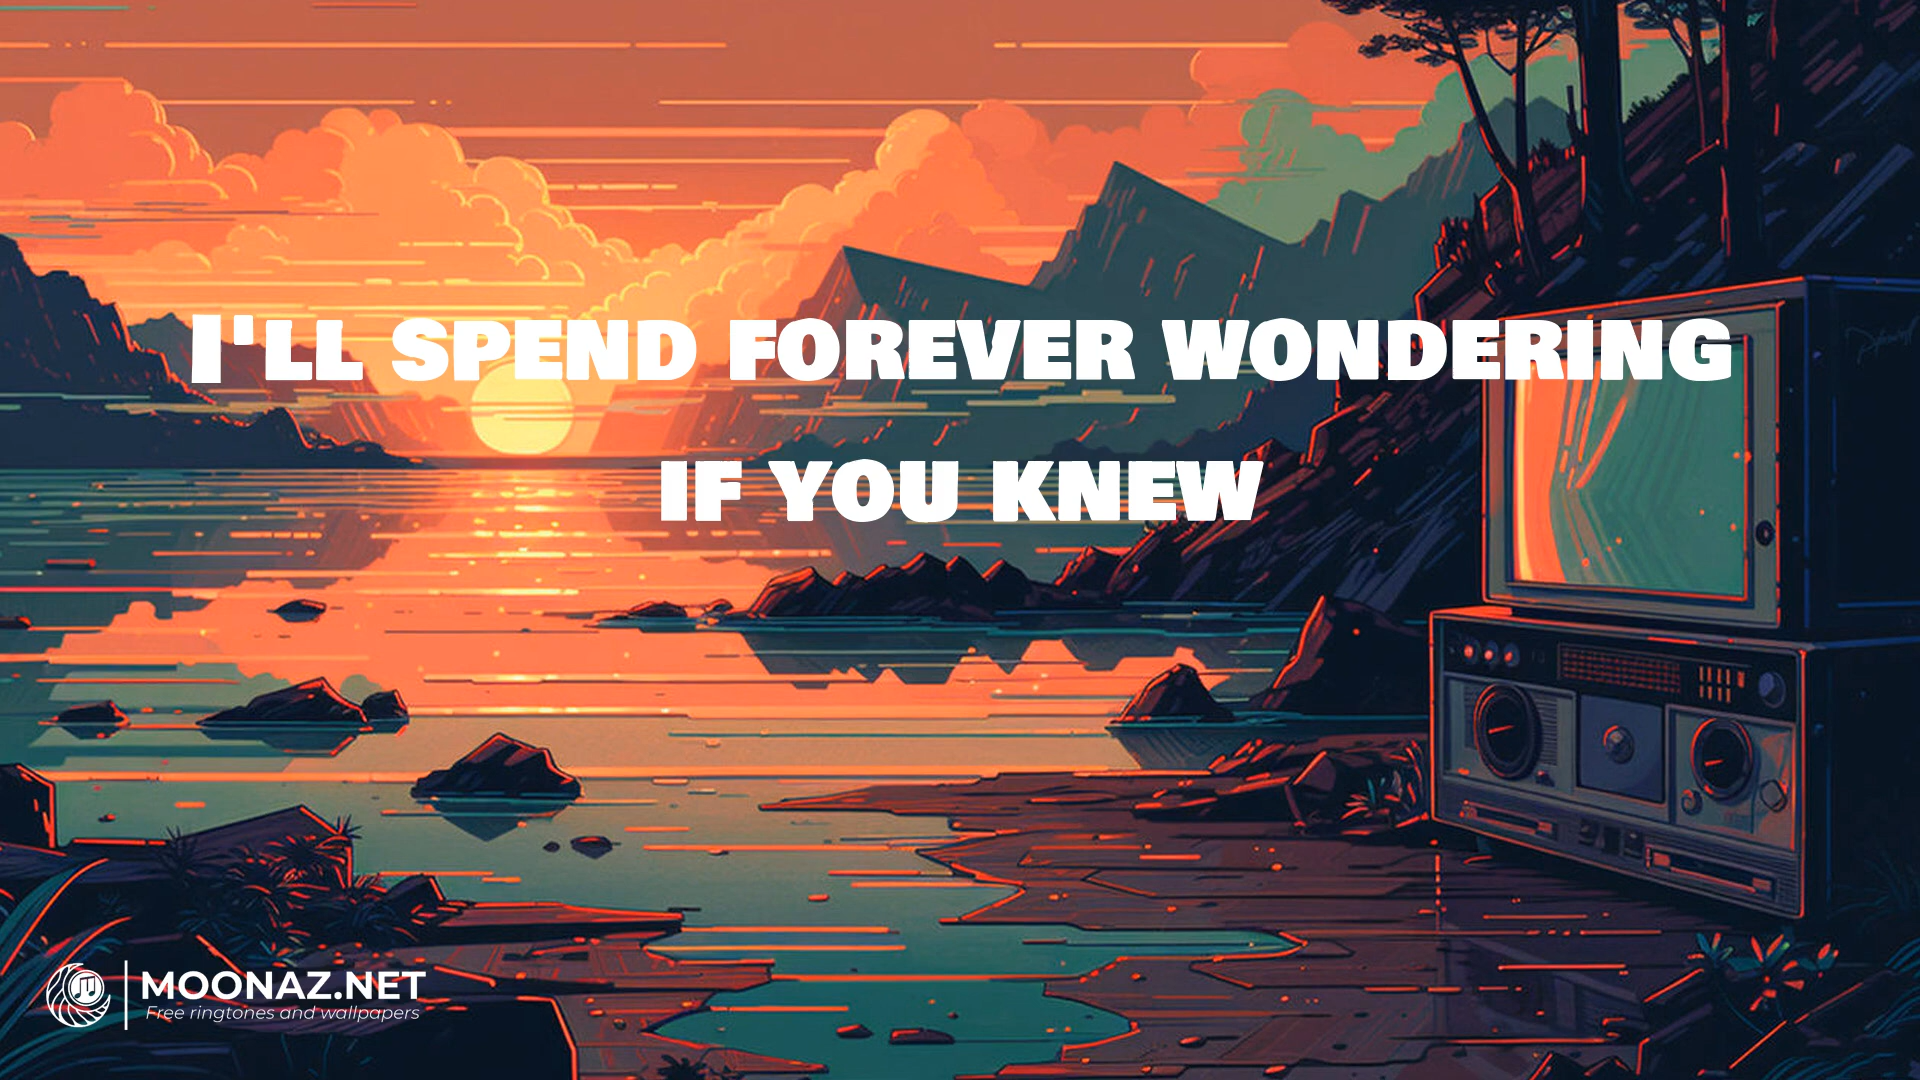 I'll spend forever wondering
if you knew
MOONAZ.NET
Free ringtones and wallpapers